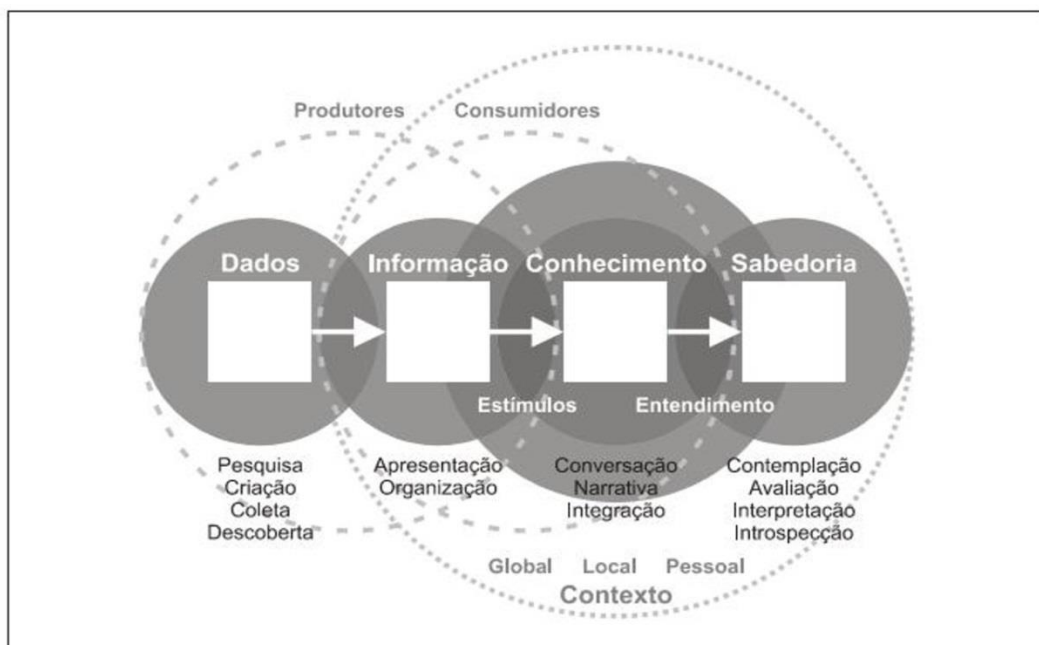 Produtores Consumidores
Dados Informação Conhecimento Sabedoria
Estímulos Entendimento
Pesquisa
Criação
Coleta
Descoberta
Apresentação
Organização
Conversação
Narrativa
Integração
Contemplação
Avaliação
Interpretação
Introspecção
Global Local Pessoal
Contexto